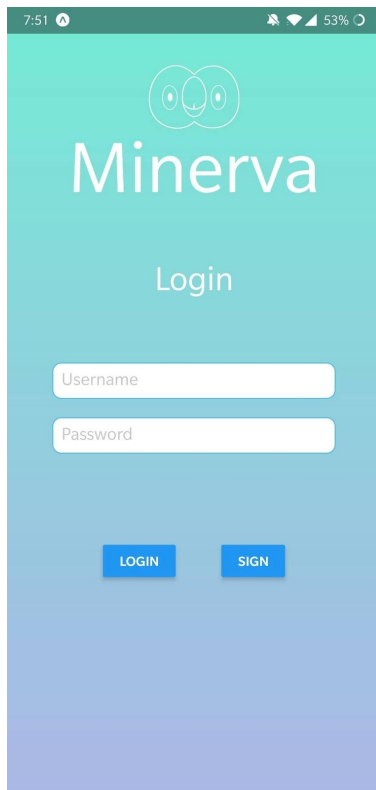 7:51 53%
Minerva
Login
Username
Password
LOGIN SIGN